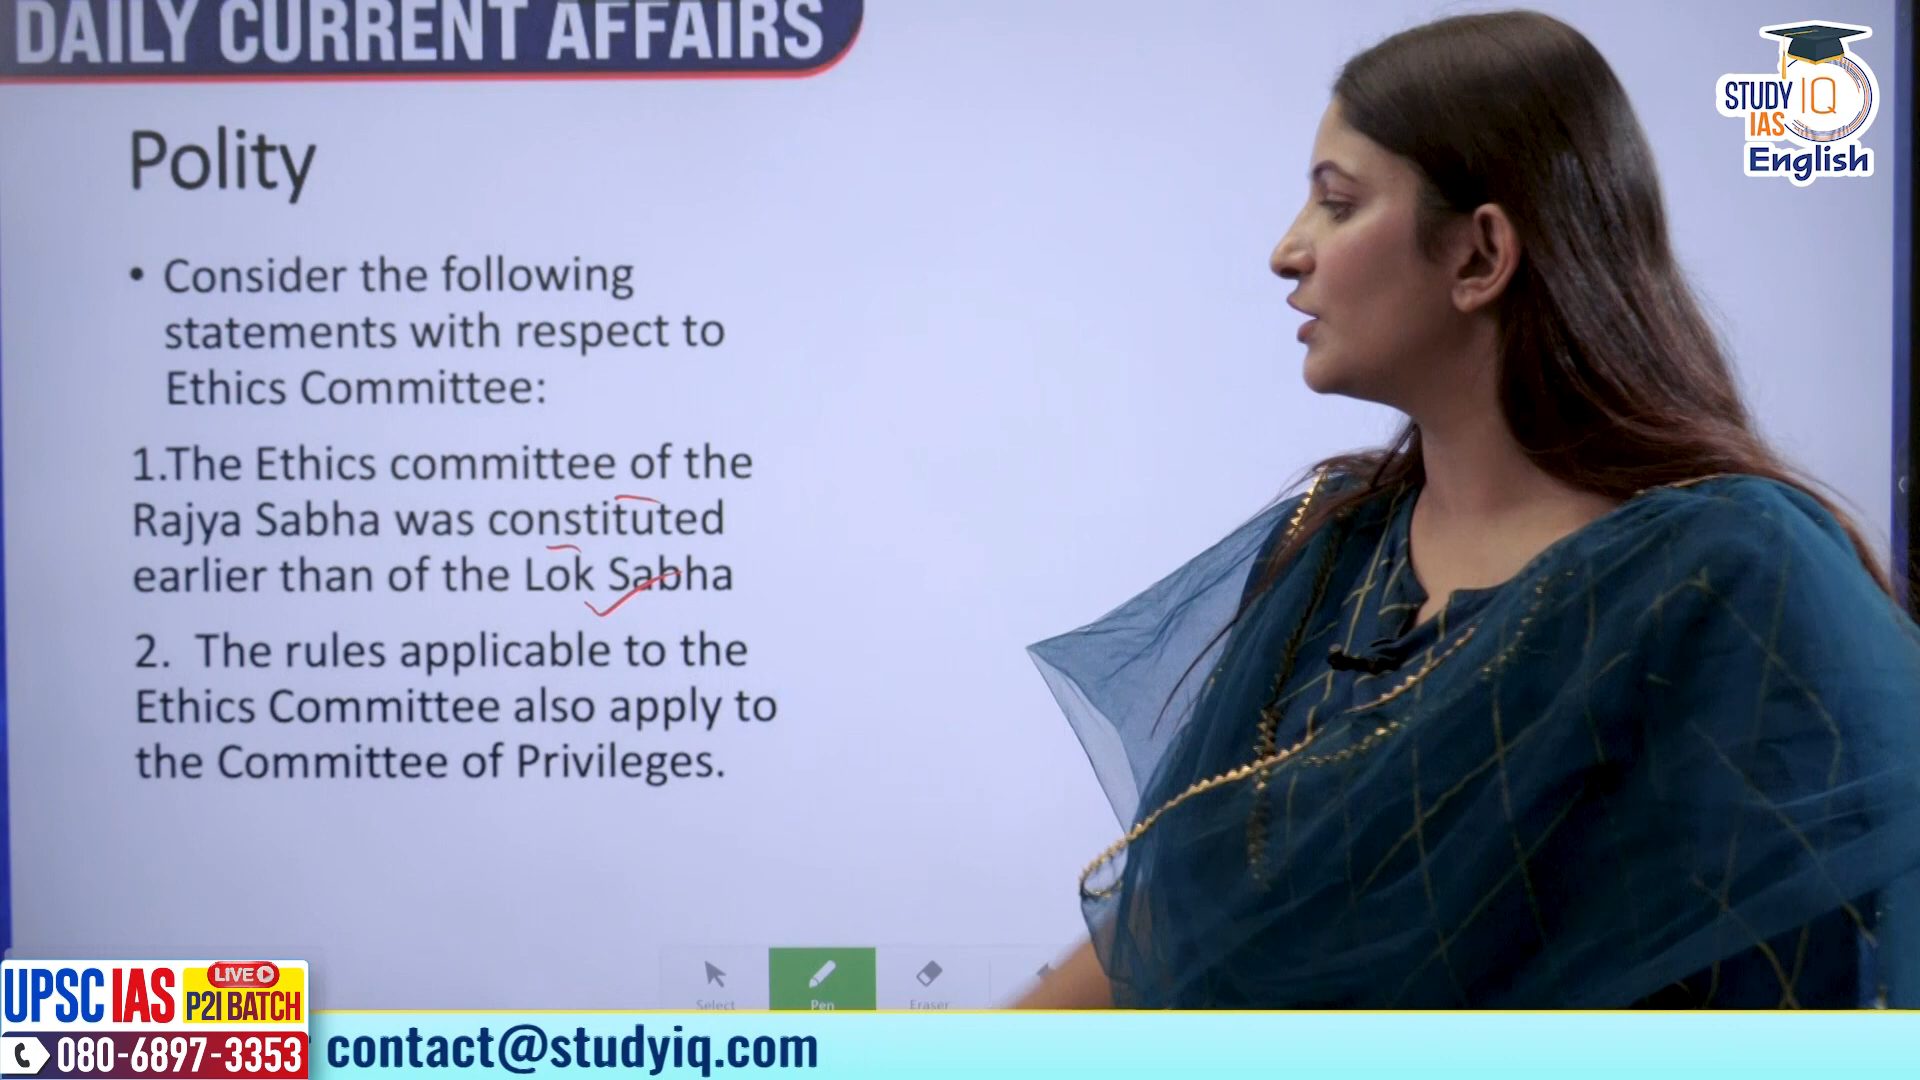 DAILY CURRENT AFFAIRS
STUDY IQ
IAS
English
Polity
• Consider the following
statements with respect to
Ethics Committee:
1.The Ethics committee of the
Rajya Sabha was constituted
earlier than of the Lok Sabha
2. The rules applicable to the
Ethics Committee also apply to
the Committee of Privileges.
Select
Pen
Eraser
UPSC IAS
LIVE
P2I BATCH
080-6897-3353
contact@studyiq.com